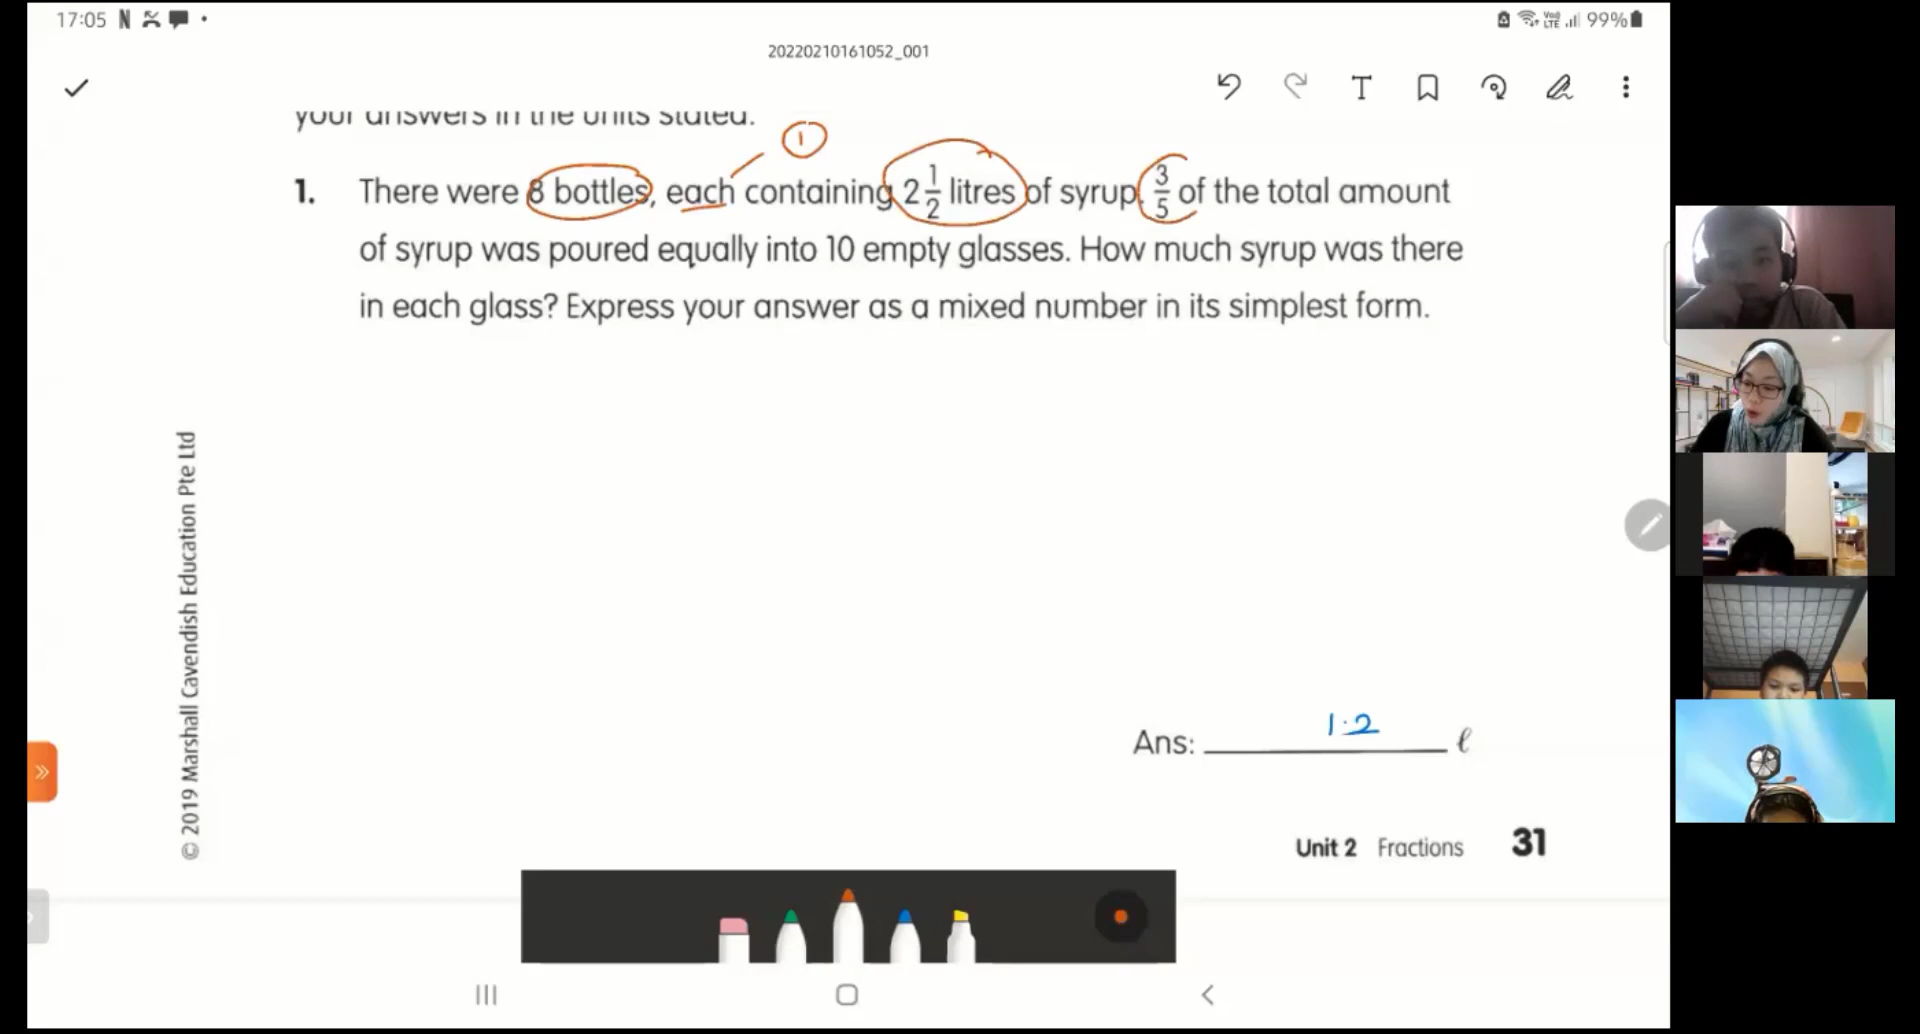 17:05 N
99%
20220210161052_001
T
your answers in the units stated.
1
1. There were 8 bottles, each containing 2 1/2 litres of syrup. 3/5 of the total amount
of syrup was poured equally into 10 empty glasses. How much syrup was there
in each glass? Express your answer as a mixed number in its simplest form.
© 2019 Marshall Cavendish Education Pte Ltd
1.2
Ans: ____________ ℓ
Unit 2 Fractions 31